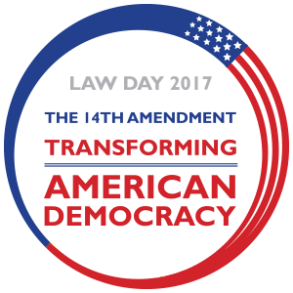 LAW DAY 2017
THE 14TH AMENDMENT
TRANSFORMING
AMERICAN
DEMOCRACY